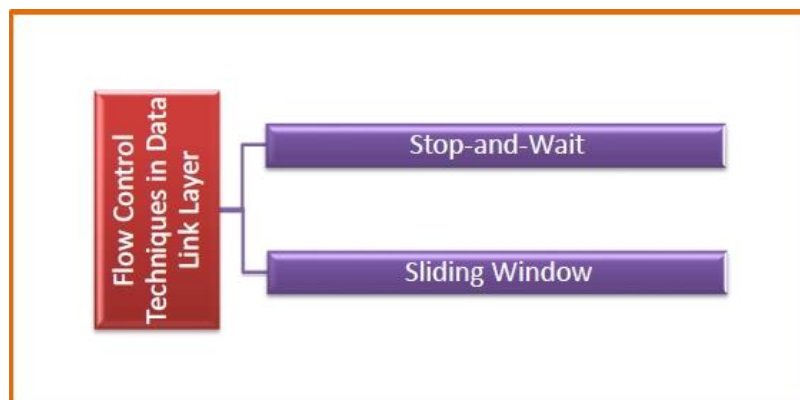 Flow Control
Techniques in Data
Link Layer
Stop-and-Wait
Sliding Window